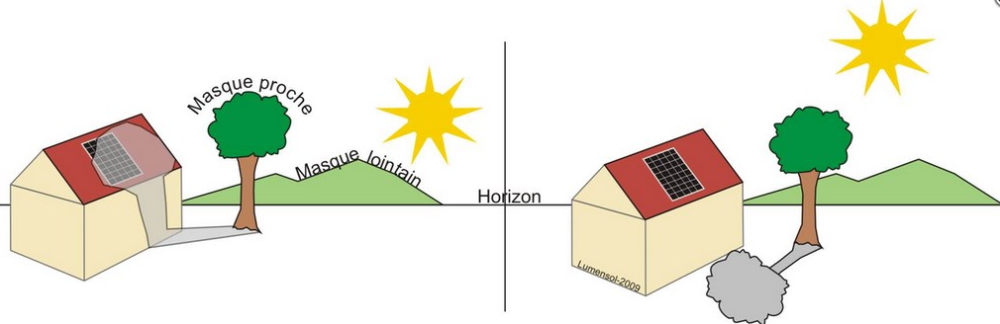 Masque proche
Masque lointain
Horizon
Lumensol-2009